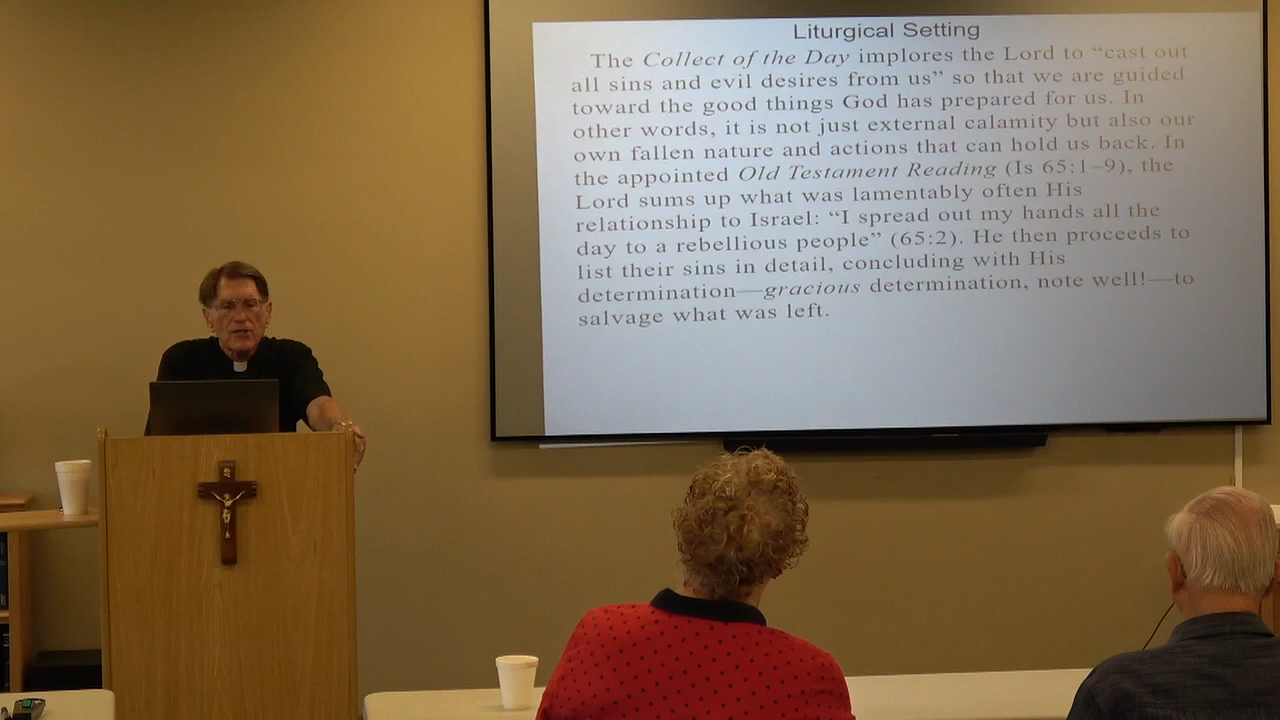 Liturgical Setting
The Collect of the Day implores the Lord to “cast out
all sins and evil desires from us” so that we are guided
toward the good things God has prepared for us. In
other words, it is not just external calamity but also our
own fallen nature and actions that can hold us back. In
the appointed Old Testament Reading (Is 65:1–9), the
Lord sums up what was lamentably often His
relationship to Israel: “I spread out my hands all the
day to a rebellious people” (65:2). He then proceeds to
list their sins in detail, concluding with His
determination—gracious determination, note well!—to
salvage what was left.